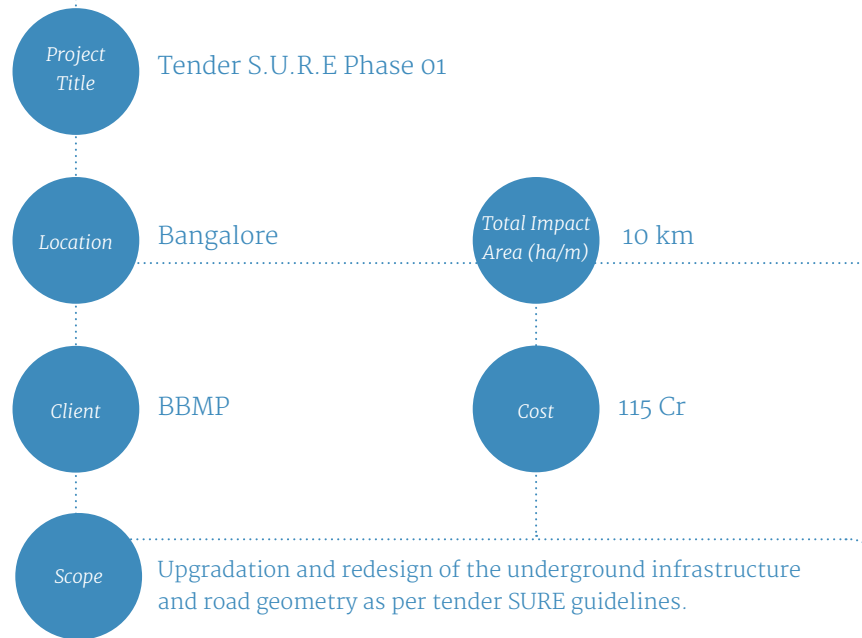 Project
Title
Tender S.U.R.E Phase 01
Location
Bangalore
Total Impact
Area (ha/m)
10 km
Client
BBMP
Cost
115 Cr
Scope
Upgradation and redesign of the underground infrastructure
and road geometry as per tender SURE guidelines.